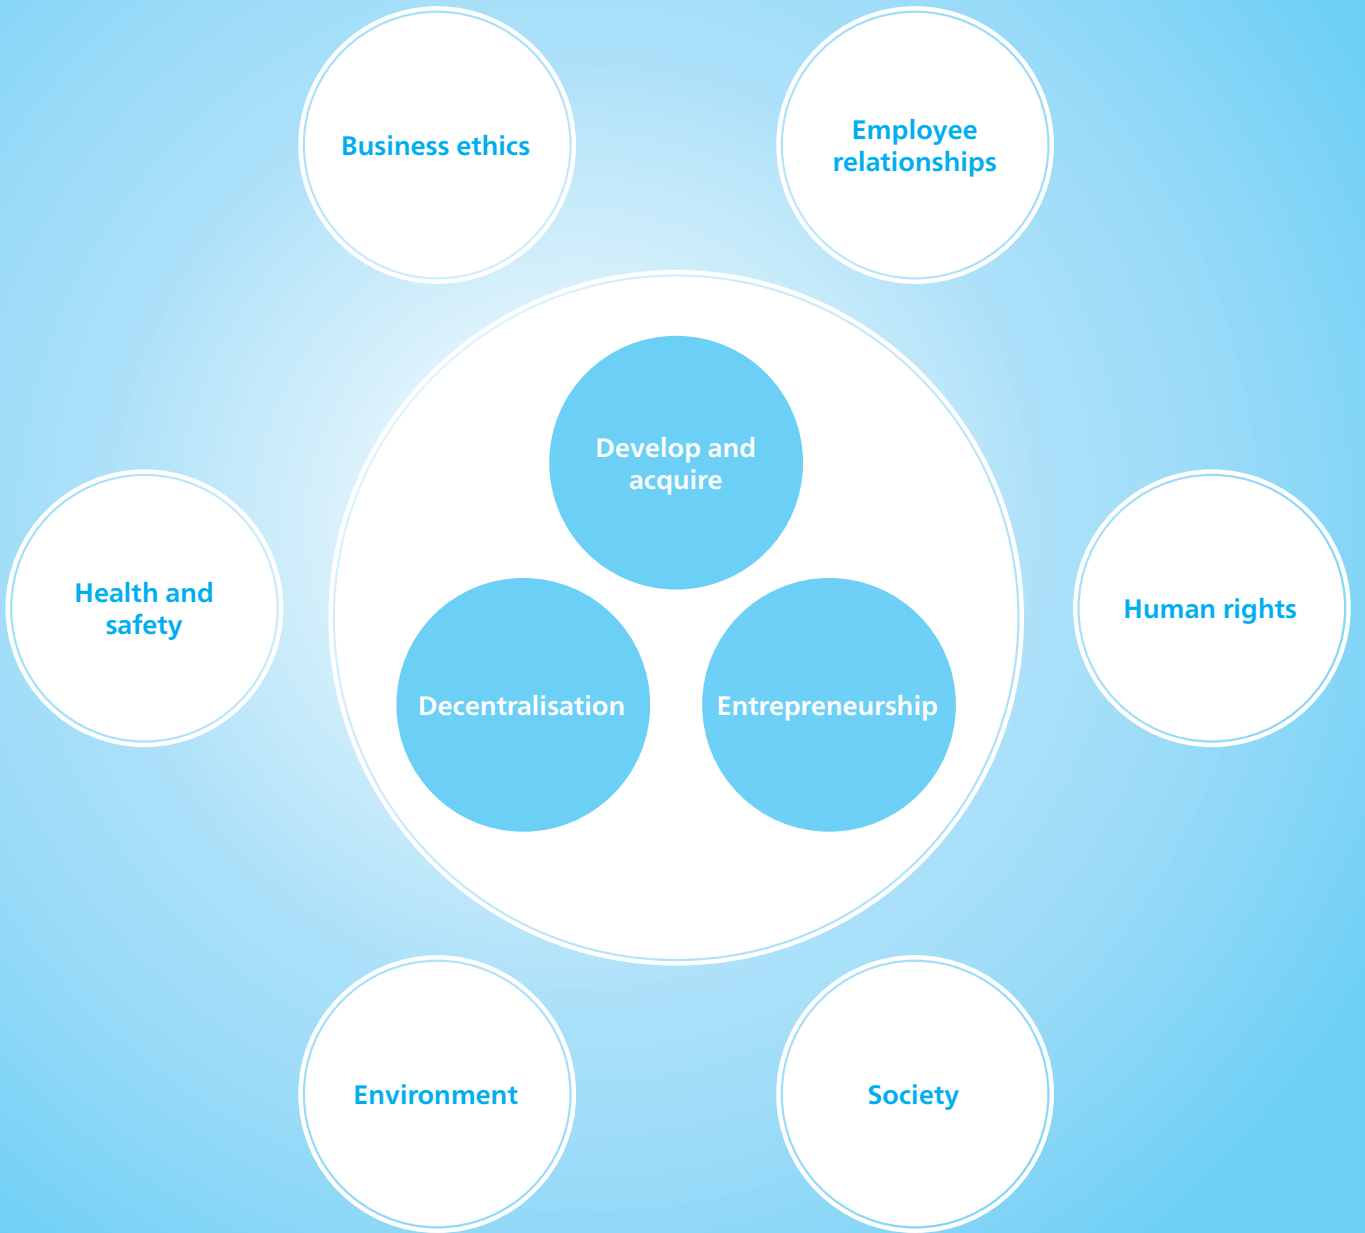 Business ethics
Employee
relationships
Develop and
acquire
Health and
safety
Human rights
Decentralisation
Entrepreneurship
Environment
Society